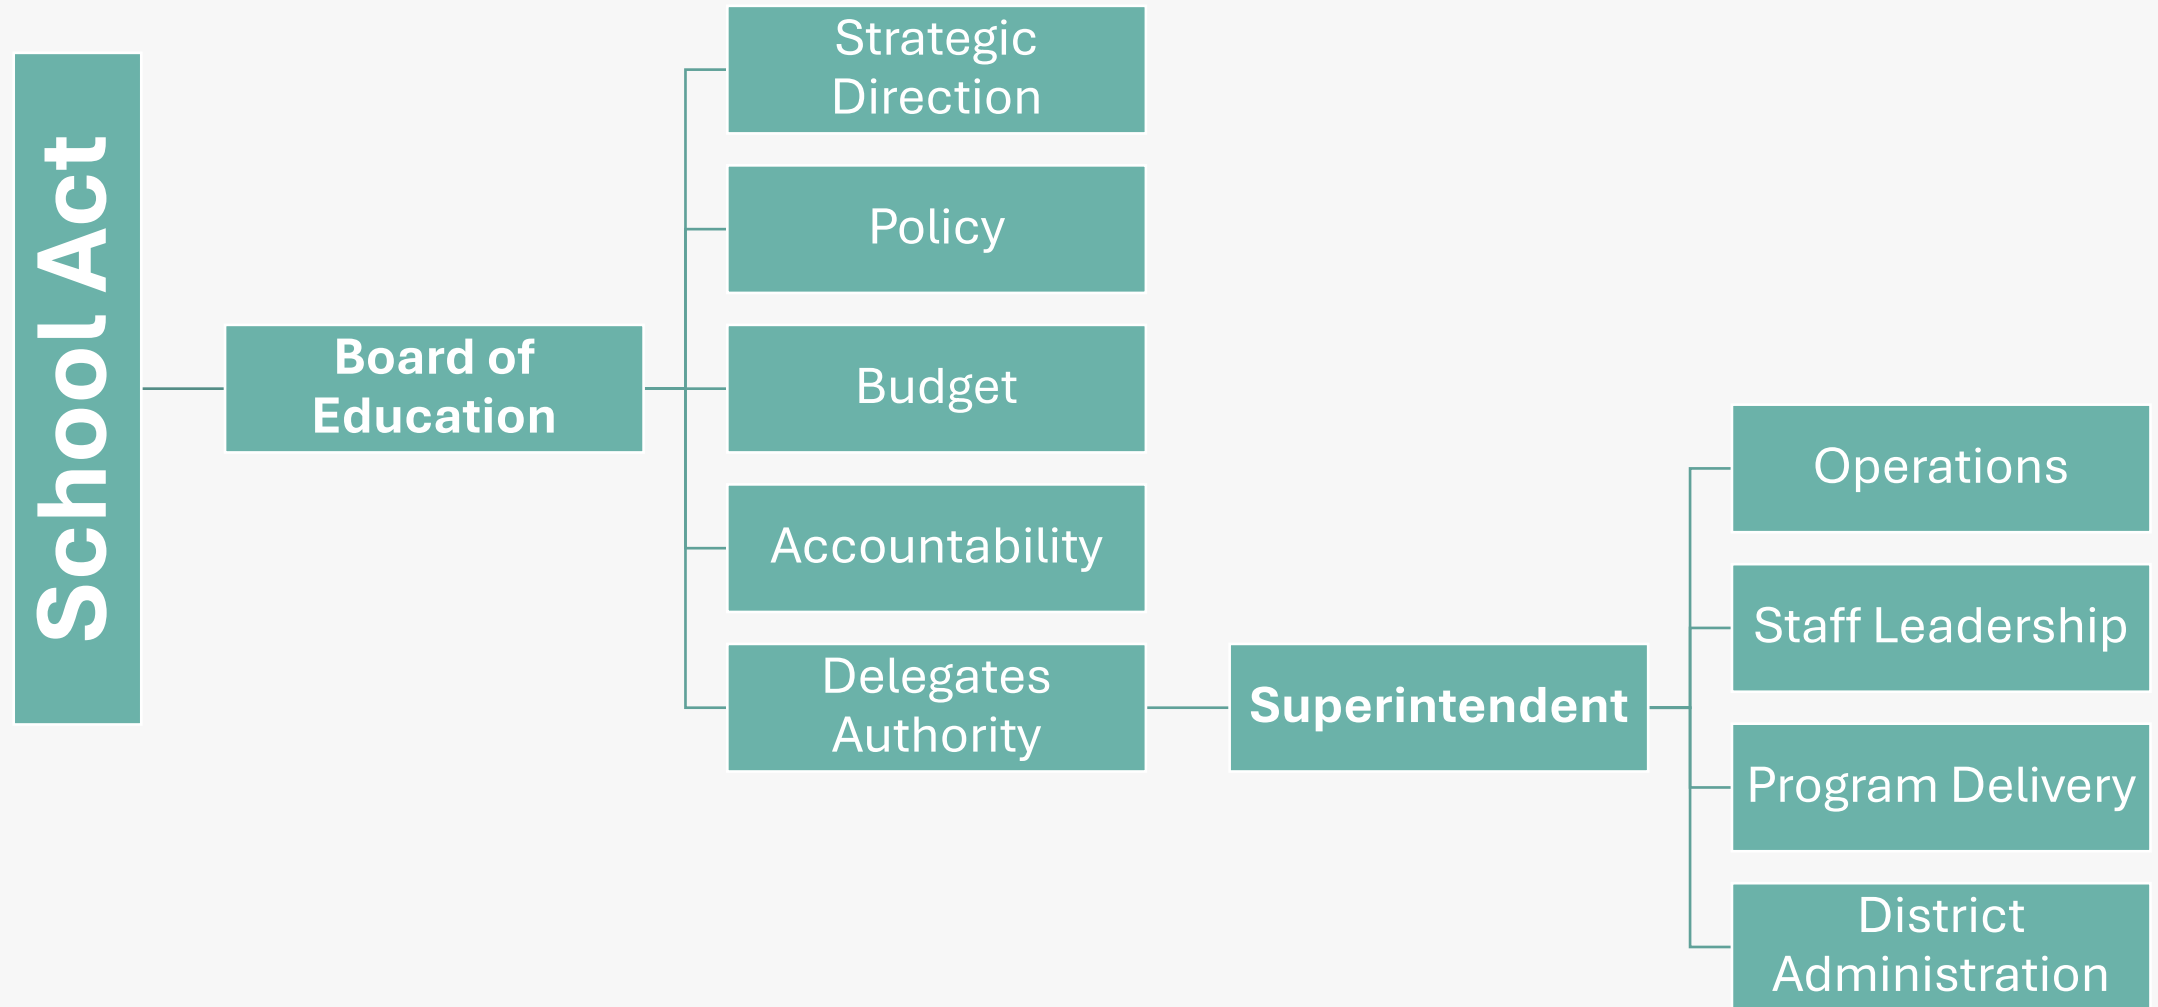 School Act
Board of
Education
Strategic
Direction
Policy
Budget
Accountability
Delegates
Authority
Superintendent
Operations
Staff Leadership
Program Delivery
District
Administration